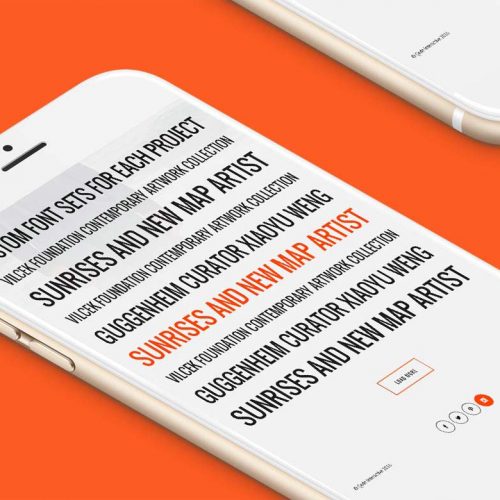 STOM FONT SETS FOR EACH PROJECT
VILCEK FOUNDATION CONTEMPORARY ARTWORK COLLECTION
SUNRISES AND NEW MAP ARTIST
VILCEK FOUNDATION CONTEMPORARY ARTWORK COLLECTION
GUGGENHEIM CURATOR XIAOYU WENG
SUNRISES AND NEW MAP ARTIST
VILCEK FOUNDATION CONTEMPORARY ARTWORK COLLECTION
GUGGENHEIM CURATOR XIAOYU WENG
SUNRISES AND NEW MAP ARTIST
LOAD MORE